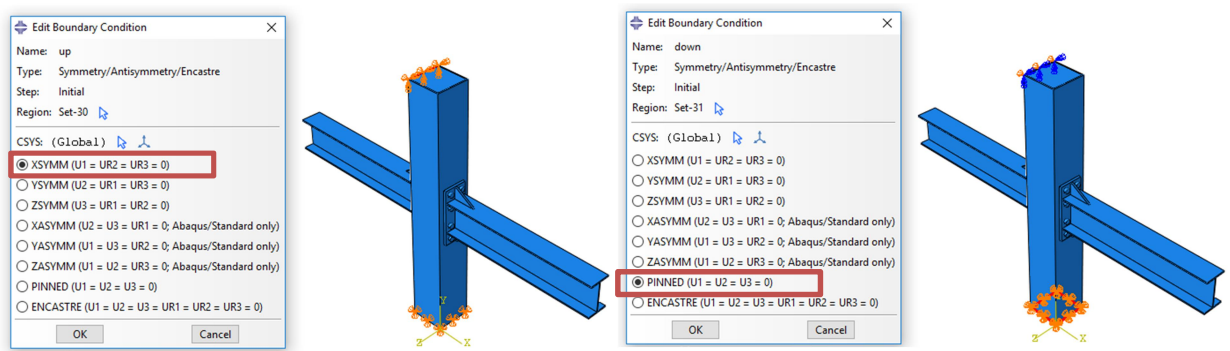 Edit Boundary Condition
Name: up
Type: Symmetry/Antisymmetry/Encastre
Step: Initial
Region: Set-30
CSYS: (Global)
XSYMM (U1 = UR2 = UR3 = 0)
YSYMM (U2 = UR1 = UR3 = 0)
ZSYMM (U3 = UR1 = UR2 = 0)
XASYMM (U2 = U3 = UR1 = 0; Abaqus/Standard only)
YASYMM (U1 = U3 = UR2 = 0; Abaqus/Standard only)
ZASYMM (U1 = U2 = UR3 = 0; Abaqus/Standard only)
PINNED (U1 = U2 = U3 = 0)
ENCASTRE (U1 = U2 = U3 = UR1 = UR2 = UR3 = 0)
OK Cancel
Y
Z X
Edit Boundary Condition
Name: down
Type: Symmetry/Antisymmetry/Encastre
Step: Initial
Region: Set-31
CSYS: (Global)
XSYMM (U1 = UR2 = UR3 = 0)
YSYMM (U2 = UR1 = UR3 = 0)
ZSYMM (U3 = UR1 = UR2 = 0)
XASYMM (U2 = U3 = UR1 = 0; Abaqus/Standard only)
YASYMM (U1 = U3 = UR2 = 0; Abaqus/Standard only)
ZASYMM (U1 = U2 = UR3 = 0; Abaqus/Standard only)
PINNED (U1 = U2 = U3 = 0)
ENCASTRE (U1 = U2 = U3 = UR1 = UR2 = UR3 = 0)
OK Cancel
Z X